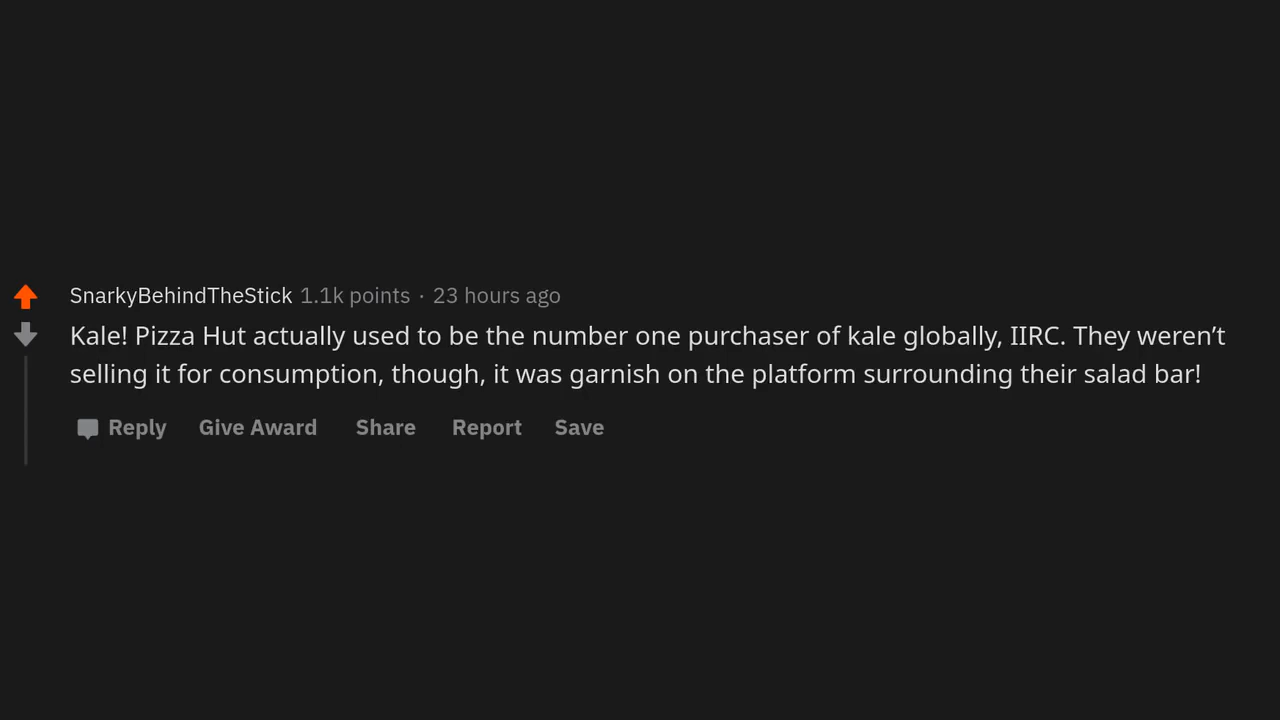 SnarkyBehindTheStick 1.1k points · 23 hours ago
Kale! Pizza Hut actually used to be the number one purchaser of kale globally, IIRC. They weren’t
selling it for consumption, though, it was garnish on the platform surrounding their salad bar!
Reply Give Award Share Report Save